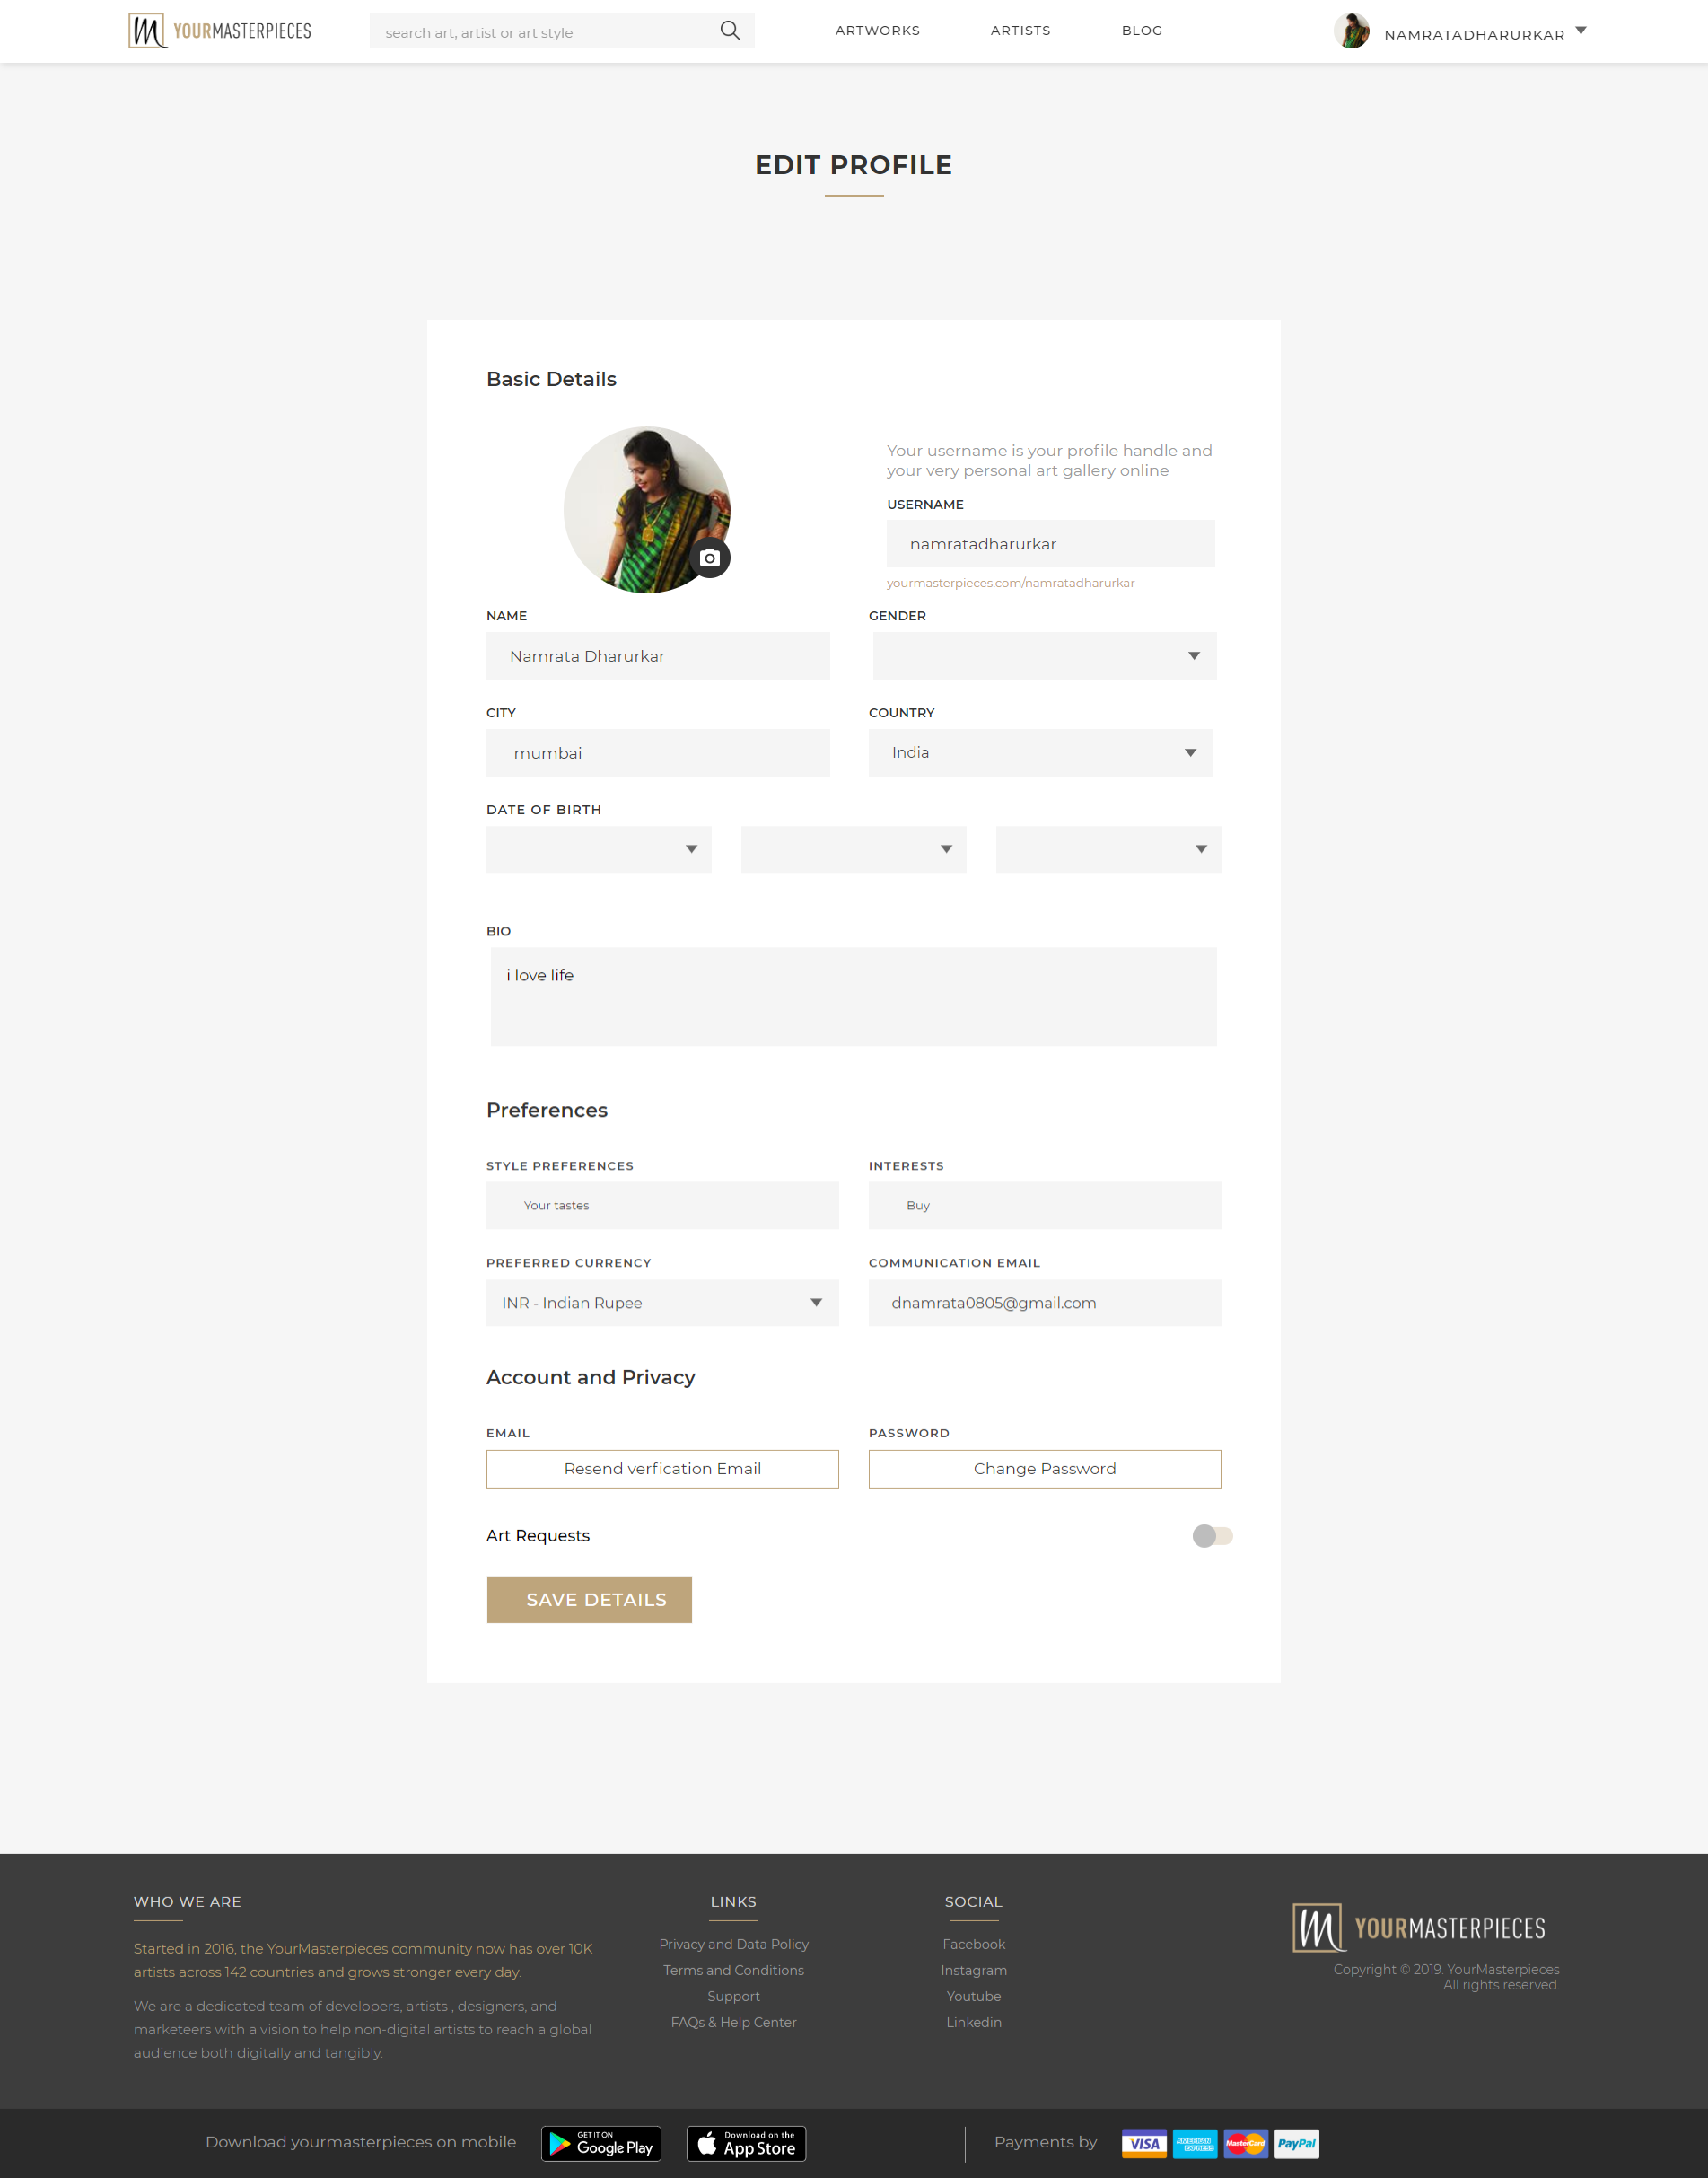 M YOURMASTERPIECES
search art, artist or art style
ARTWORKS
ARTISTS
BLOG
NAMRATADHARURKAR
EDIT PROFILE
Basic Details
Your username is your profile handle and
your very personal art gallery online
USERNAME
namratadharurkar
yourmasterpieces.com/namratadharurkar
NAME
GENDER
Namrata Dharurkar
CITY
COUNTRY
mumbai
India
DATE OF BIRTH
BIO
i love life
Preferences
STYLE PREFERENCES
INTERESTS
Your tastes
Buy
PREFERRED CURRENCY
COMMUNICATION EMAIL
INR - Indian Rupee
dnamrata0805@gmail.com
Account and Privacy
EMAIL
PASSWORD
Resend verfication Email
Change Password
Art Requests
SAVE DETAILS
WHO WE ARE
Started in 2016, the YourMasterpieces community now has over 10K
artists across 142 countries and grows stronger every day.
We are a dedicated team of developers, artists , designers, and
marketeers with a vision to help non-digital artists to reach a global
audience both digitally and tangibly.
LINKS
Privacy and Data Policy
Terms and Conditions
Support
FAQs & Help Center
SOCIAL
Facebook
Instagram
Youtube
Linkedin
M YOURMASTERPIECES
Copyright © 2019. YourMasterpieces
All rights reserved.
Download yourmasterpieces on mobile
GET IT ON
Google Play
Download on the
App Store
Payments by
VISA
AMERICAN
EXPRESS
MasterCard
PayPal